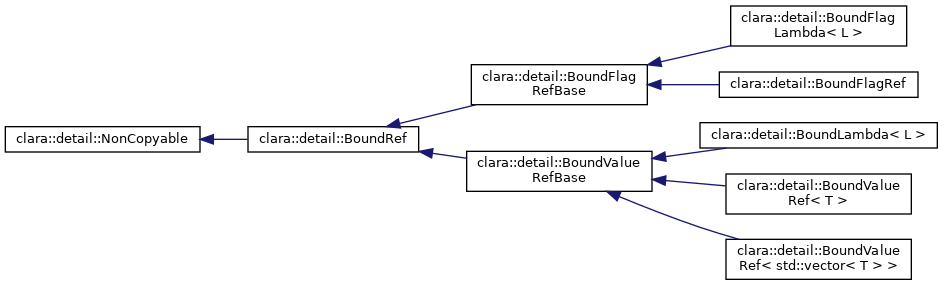 clara::detail::NonCopyable
clara::detail::BoundRef
clara::detail::BoundFlag
RefBase
clara::detail::BoundValue
RefBase
clara::detail::BoundFlag
Lambda< L >
clara::detail::BoundFlagRef
clara::detail::BoundLambda< L >
clara::detail::BoundValue
Ref< T >
clara::detail::BoundValue
Ref< std::vector< T > >